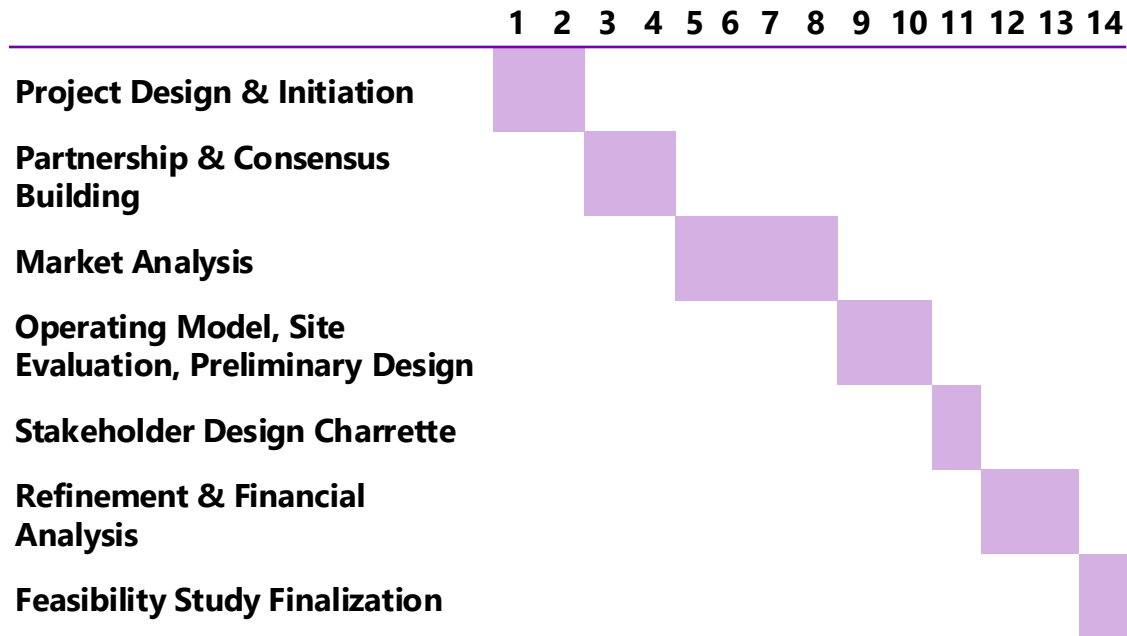 1 2 3 4 5 6 7 8 9 10 11 12 13 14
Project Design & Initiation
Partnership & Consensus
Building
Market Analysis
Operating Model, Site
Evaluation, Preliminary Design
Stakeholder Design Charrette
Refinement & Financial
Analysis
Feasibility Study Finalization